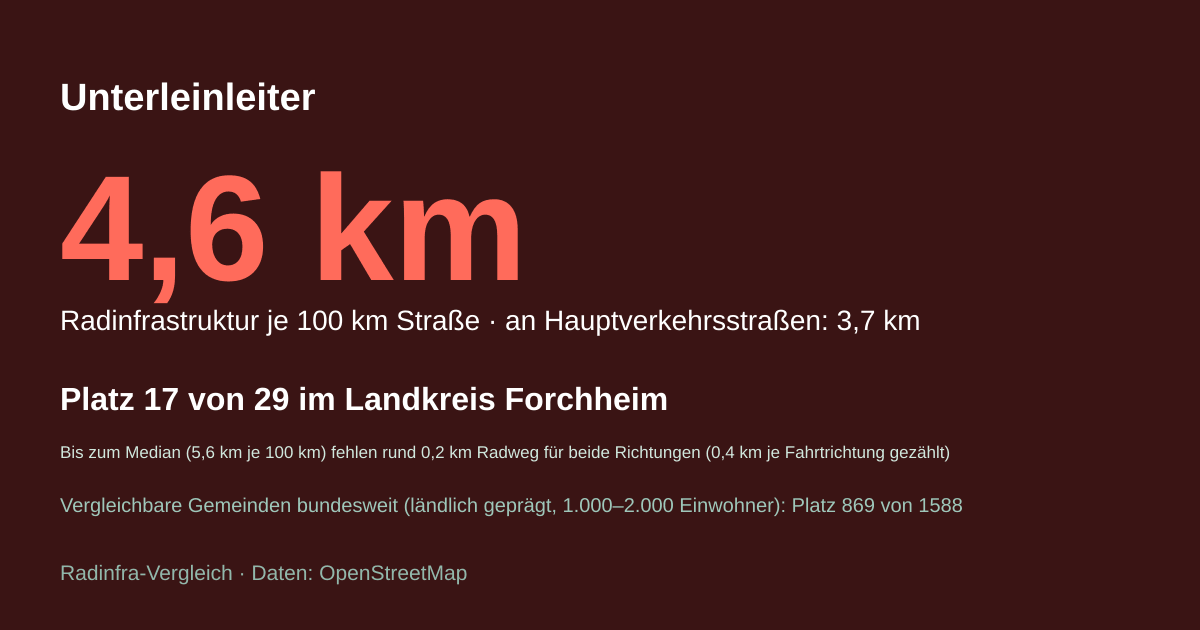 Unterleinleiter
4,6 km
Radinfrastruktur je 100 km Straße · an Hauptverkehrsstraßen: 3,7 km
Platz 17 von 29 im Landkreis Forchheim
Bis zum Median (5,6 km je 100 km) fehlen rund 0,2 km Radweg für beide Richtungen (0,4 km je Fahrtrichtung gezählt)
Vergleichbare Gemeinden bundesweit (ländlich geprägt, 1.000–2.000 Einwohner): Platz 869 von 1588
Radinfra-Vergleich · Daten: OpenStreetMap